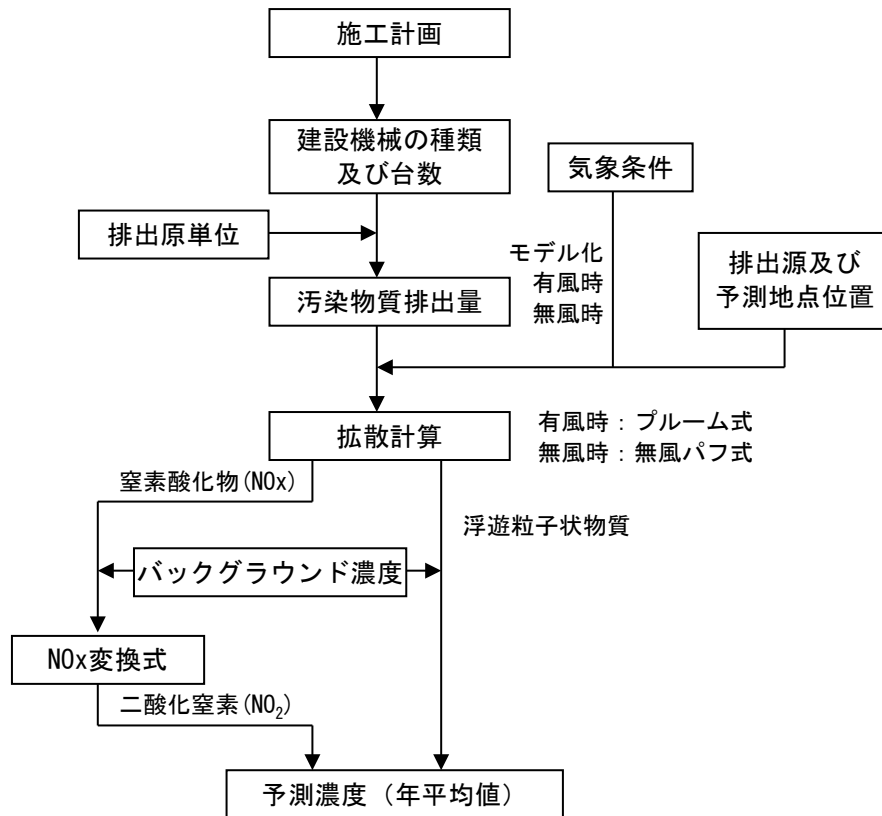 施工計画
建設機械の種類
及び台数
気象条件
排出原単位
モデル化
有風時
無風時
排出源及び
予測地点位置
汚染物質排出量
拡散計算
有風時：プルーム式
無風時：無風パフ式
窒素酸化物(NOx)
浮遊粒子状物質
バックグラウンド濃度
NOx変換式
二酸化窒素(NO₂)
予測濃度（年平均値）